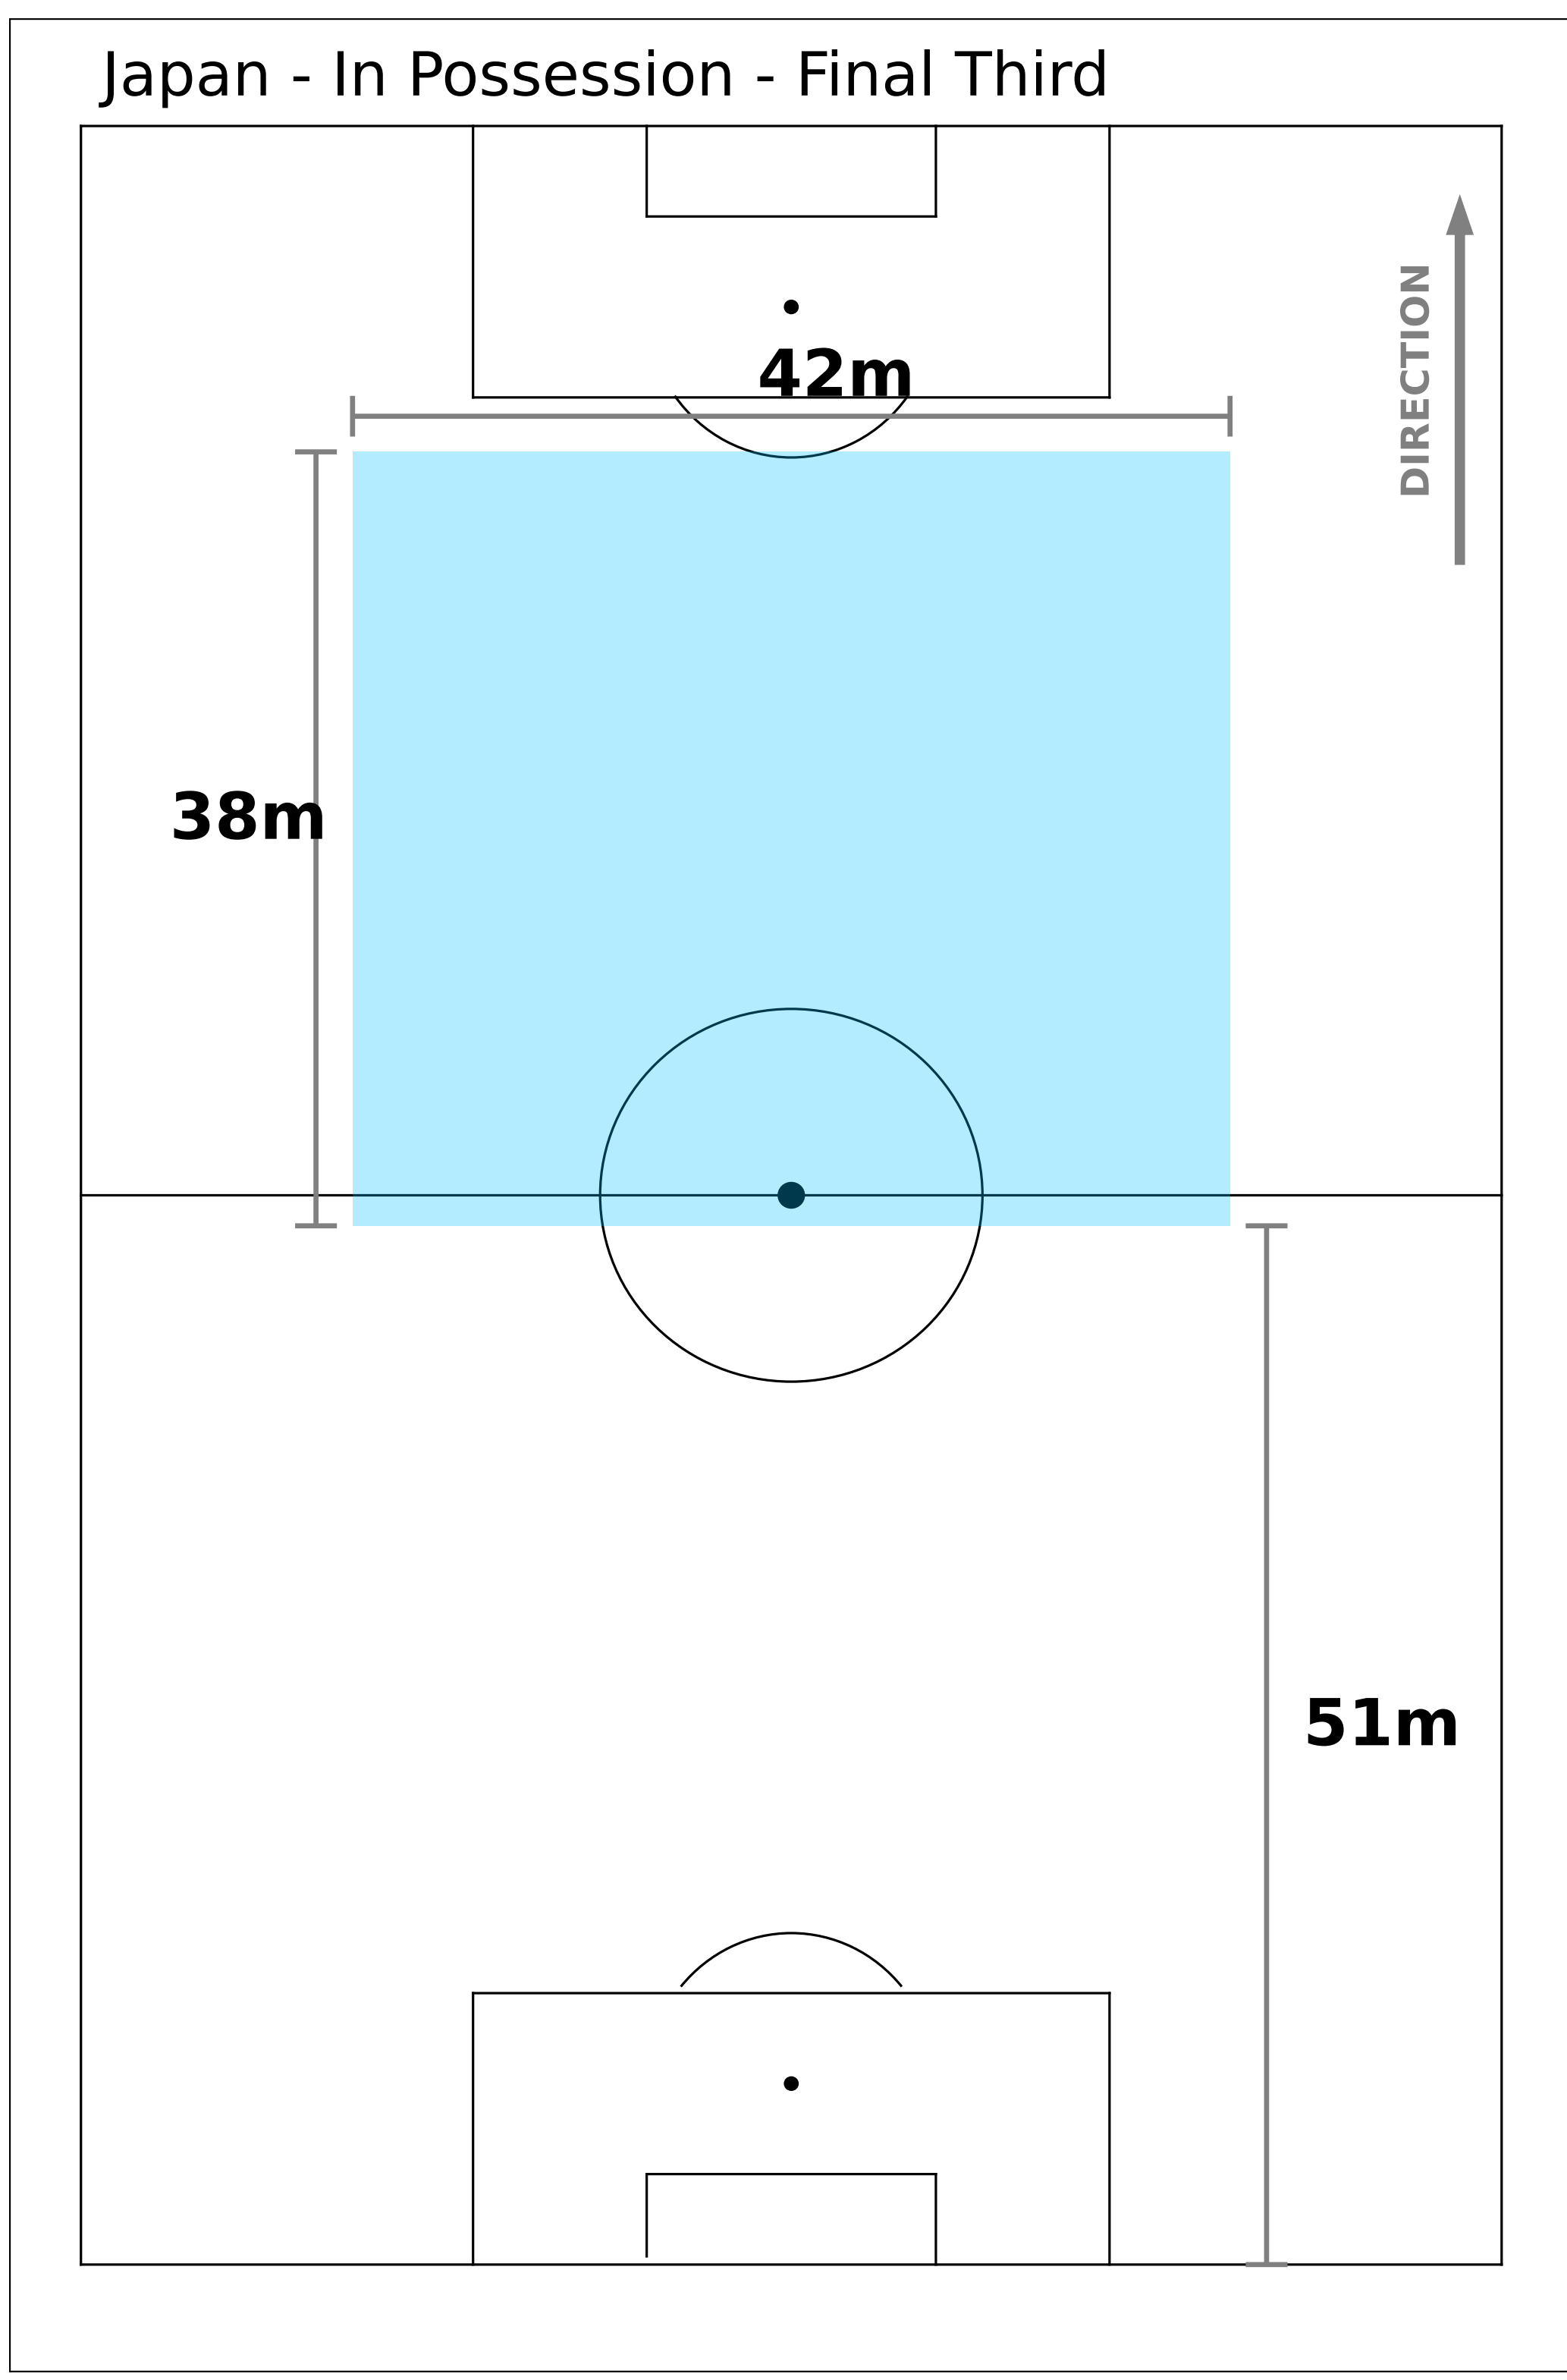 Japan - In Possession - Final Third
DIRECTION
42m
38m
51m